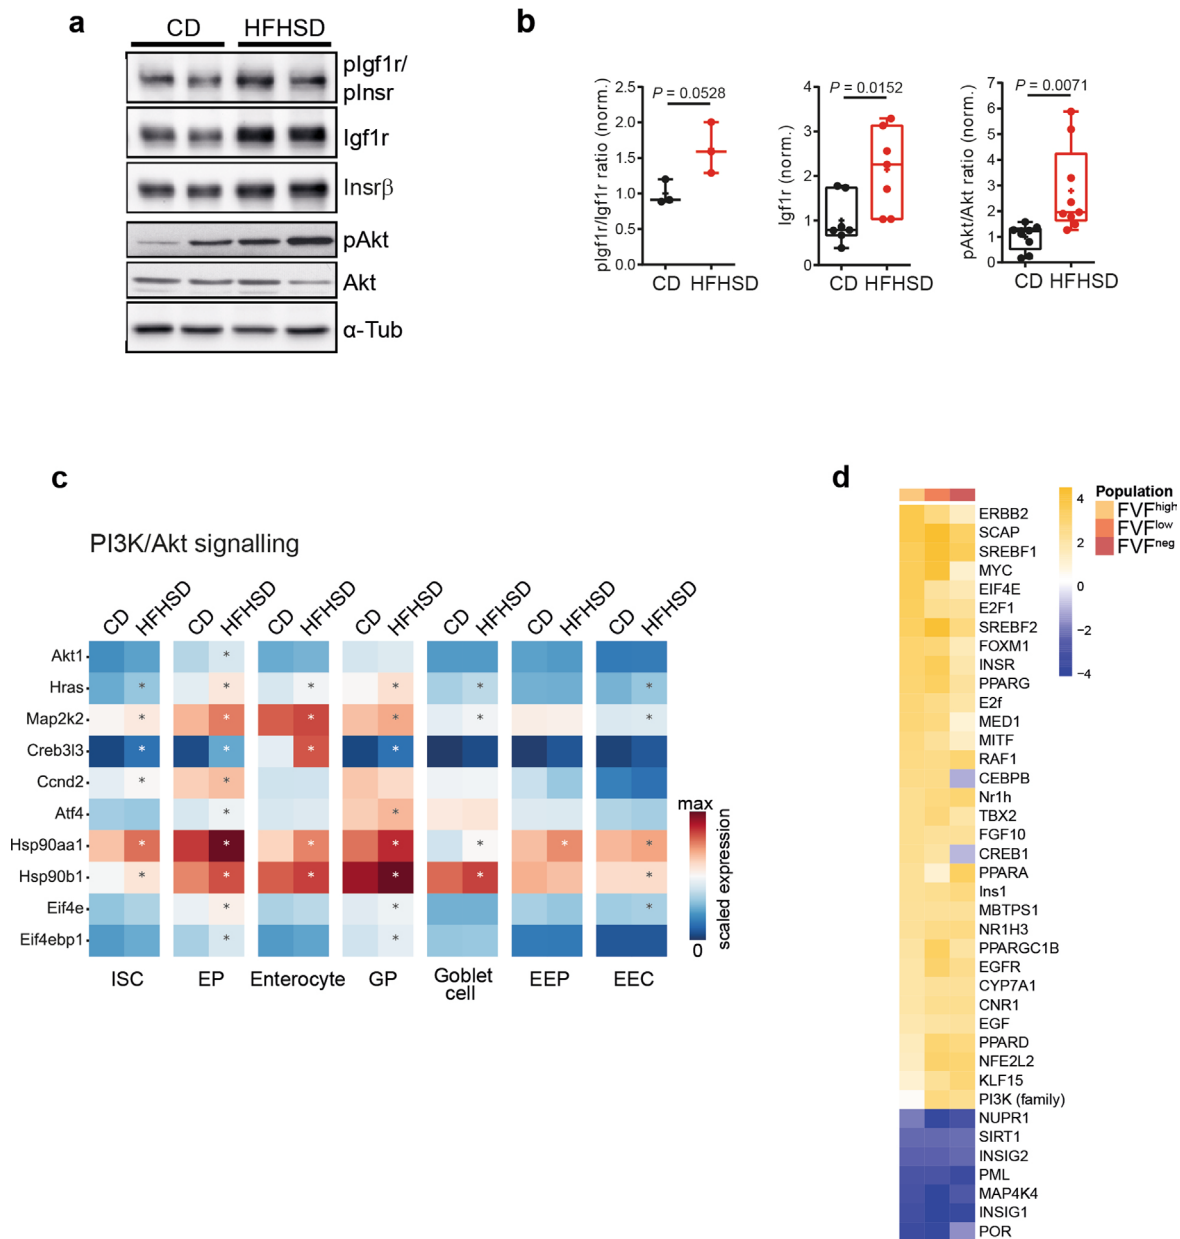 a
CD HFHSD
pIgf1r/
pInsr
Igf1r
Insrβ
pAkt
Akt
α-Tub
b
P = 0.0528
pIgf1r/Igf1r ratio (norm.)
2.5
2.0
1.5
1.0
0.5
0.0
CD HFHSD
P = 0.0152
Igf1r (norm.)
4
3
2
1
0
CD HFHSD
P = 0.0071
pAkt/Akt ratio (norm.)
7
6
5
4
3
2
1
0
CD HFHSD
c
PI3K/Akt signalling
CD HFHSD CD HFHSD CD HFHSD CD HFHSD CD HFHSD CD HFHSD CD HFHSD
Akt1 *
Hras * * * * * *
Map2k2 * * * * * *
Creb3l3 * * *
Ccnd2 * *
Atf4 * *
Hsp90aa1 * * * * * * *
Hsp90b1 * * * * * *
Eif4e * * *
Eif4ebp1 * *
ISC EP Enterocyte GP Goblet EEP EEC
cell
max
scaled expression
0
d
4
2
0
−2
−4
Population
FVFhigh
FVFlow
FVFneg
ERBB2
SCAP
SREBF1
MYC
EIF4E
E2F1
SREBF2
FOXM1
INSR
PPARG
E2f
MED1
MITF
RAF1
CEBPB
Nr1h
TBX2
FGF10
CREB1
PPARA
Ins1
MBTPS1
NR1H3
PPARGC1B
EGFR
CYP7A1
CNR1
EGF
PPARD
NFE2L2
KLF15
PI3K (family)
NUPR1
SIRT1
INSIG2
PML
MAP4K4
INSIG1
POR